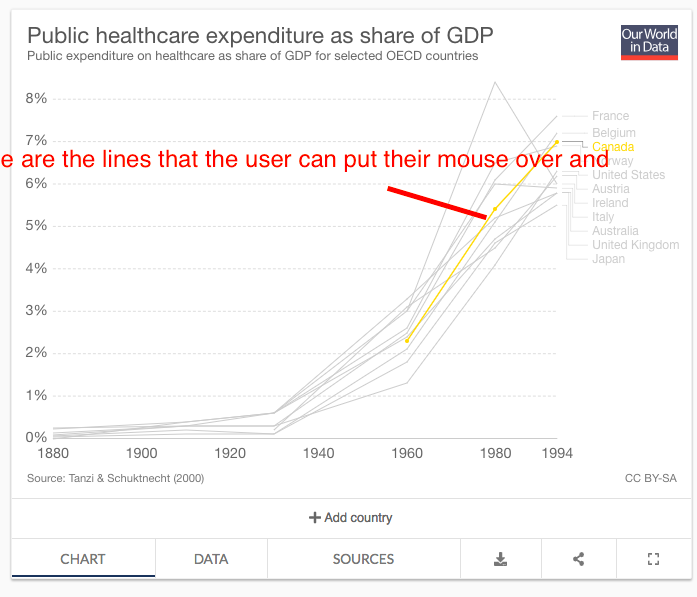 Public healthcare expenditure as share of GDP
Public expenditure on healthcare as share of GDP for selected OECD countries
Our World
in Data
8%
7%
e are the lines that the user can put their mouse over and
6%
5%
4%
3%
2%
1%
0%
France
Belgium
Canada
rway
United States
Austria
Ireland
Italy
Australia
United Kingdom
Japan
1880 1900 1920 1940 1960 1980 1994
Source: Tanzi & Schuktnecht (2000)
CC BY-SA
Add country
CHART DATA SOURCES